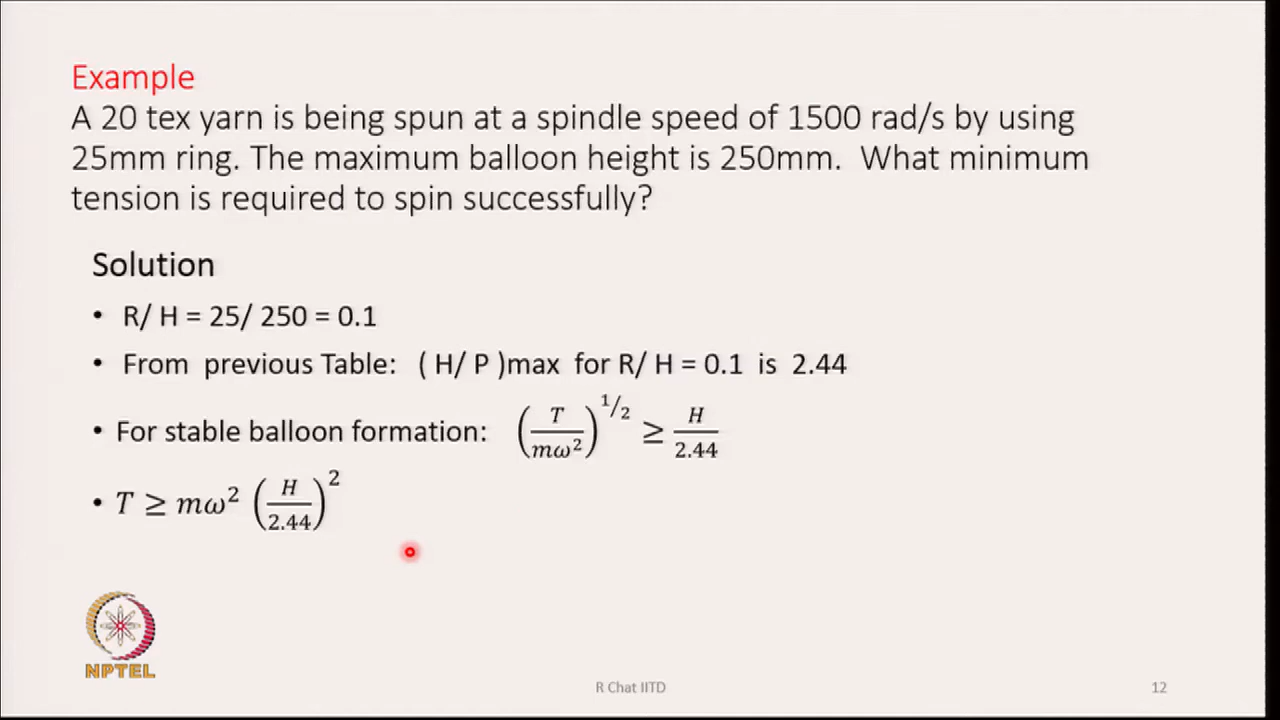 Example
A 20 tex yarn is being spun at a spindle speed of 1500 rad/s by using
25mm ring. The maximum balloon height is 250mm.  What minimum
tension is required to spin successfully?
Solution
• R/ H = 25/ 250 = 0.1
• From  previous Table:  ( H/ P )max  for R/ H = 0.1  is  2.44
• For stable balloon formation: (T/mω²)^1/2 ≥ H/2.44
• T ≥ mω² (H/2.44)²
NPTEL
R Chat IITD
12